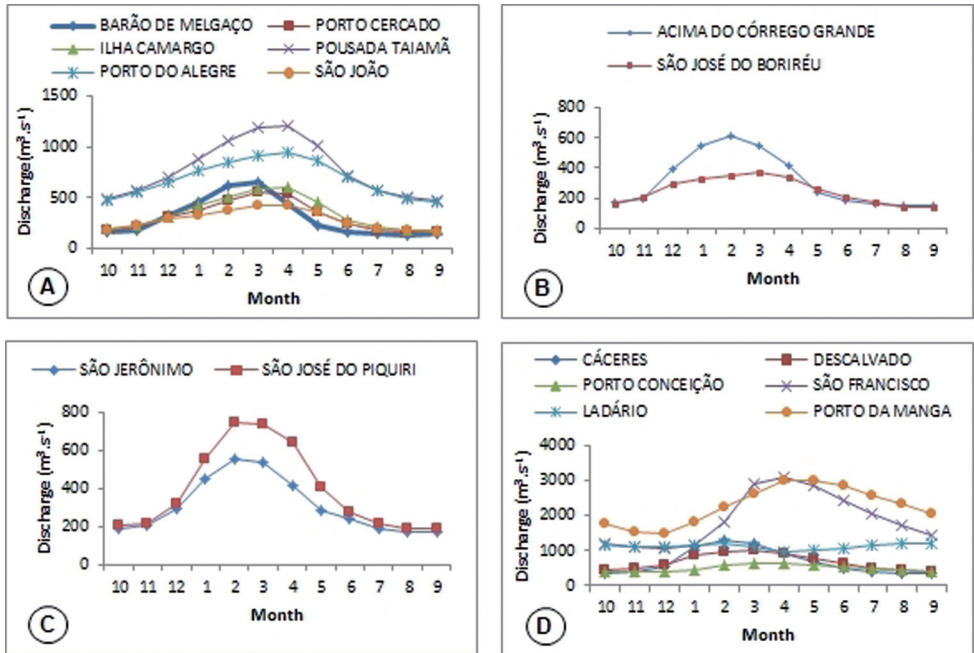 BARÃO DE MELGAÇO PORTO CERCADO
ILHA CAMARGO POUSADA TAIAMÃ
PORTO DO ALEGRE SÃO JOÃO
1500
1000
500
0
Discharge (m³.s⁻¹)
10 11 12 1 2 3 4 5 6 7 8 9
Month
A
ACIMA DO CÓRREGO GRANDE
SÃO JOSÉ DO BORIRÉU
800
600
400
200
0
Discharge (m³.s⁻¹)
10 11 12 1 2 3 4 5 6 7 8 9
Month
B
SÃO JERÔNIMO SÃO JOSÉ DO PIQUIRI
800
600
400
200
0
Discharge (m³.s⁻¹)
10 11 12 1 2 3 4 5 6 7 8 9
Month
C
CÁCERES DESCALVADO
PORTO CONCEIÇÃO SÃO FRANCISCO
LADÁRIO PORTO DA MANGA
4000
3000
2000
1000
0
Discharge (m³.s⁻¹)
10 11 12 1 2 3 4 5 6 7 8 9
Month
D